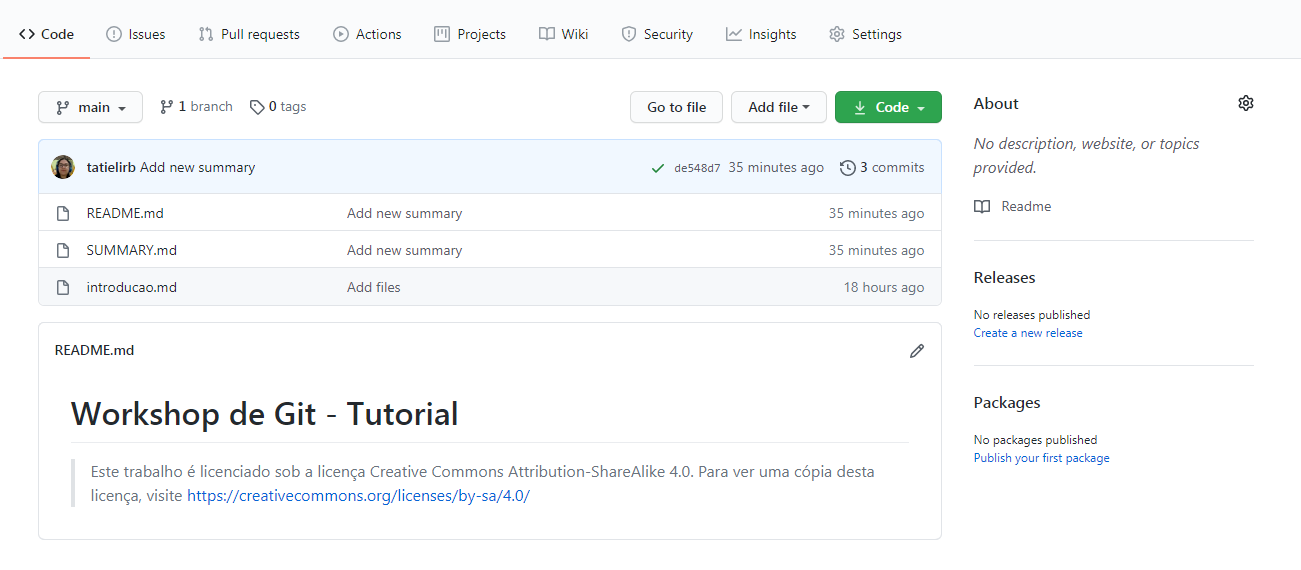 Code Issues Pull requests Actions Projects Wiki Security Insights Settings
main 1 branch 0 tags Go to file Add file Code
tatielirb Add new summary de548d7 35 minutes ago 3 commits
README.md Add new summary 35 minutes ago
SUMMARY.md Add new summary 35 minutes ago
introducao.md Add files 18 hours ago
README.md
Workshop de Git - Tutorial
Este trabalho é licenciado sob a licença Creative Commons Attribution-ShareAlike 4.0. Para ver uma cópia desta
licença, visite https://creativecommons.org/licenses/by-sa/4.0/
About
No description, website, or topics
provided.
Readme
Releases
No releases published
Create a new release
Packages
No packages published
Publish your first package